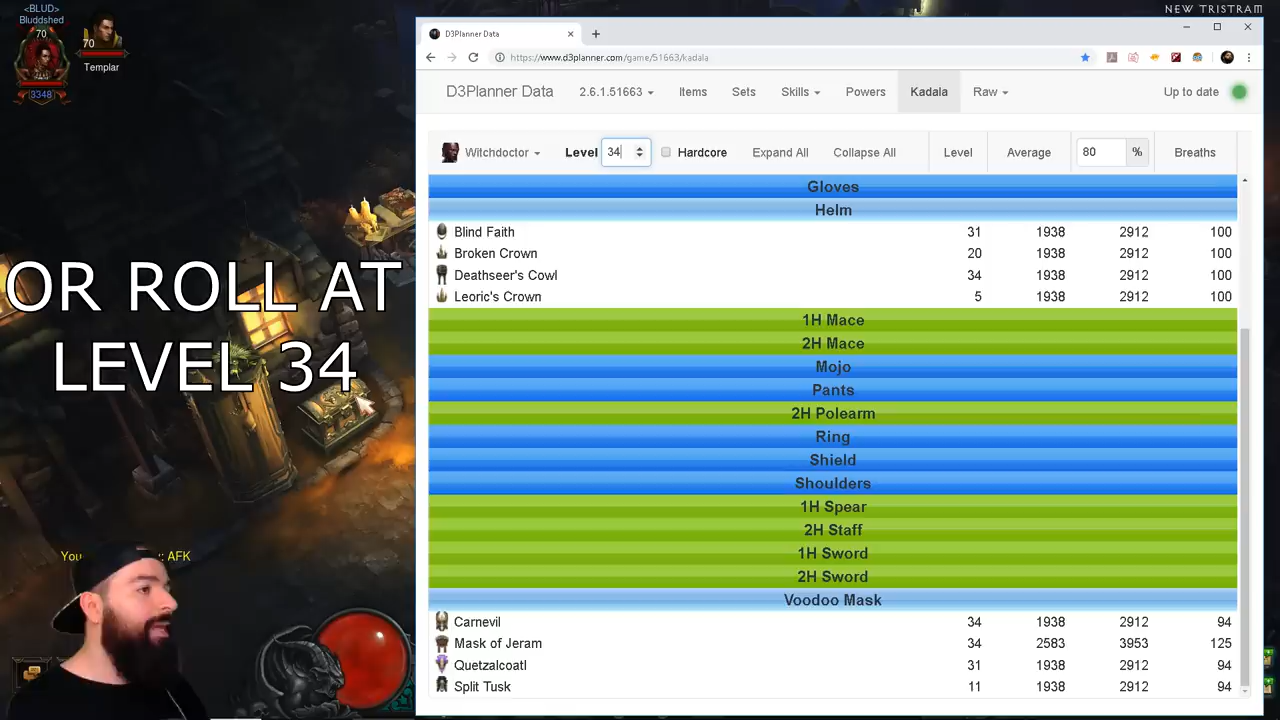 <BLUD>
Bluddshed
70
70
Templar
3348
NEW TRISTRAM
OR ROLL AT
LEVEL 34
AFK
D3Planner Data
https://www.d3planner.com/game/51663/kadala
D3Planner Data 2.6.1.51663 Items Sets Skills Powers Kadala Raw Up to date
Witchdoctor Level 34 Hardcore Expand All Collapse All Level Average 80 % Breaths
Gloves
Helm
Blind Faith 31 1938 2912 100
Broken Crown 20 1938 2912 100
Deathseer's Cowl 34 1938 2912 100
Leoric's Crown 5 1938 2912 100
1H Mace
2H Mace
Mojo
Pants
2H Polearm
Ring
Shield
Shoulders
1H Spear
2H Staff
1H Sword
2H Sword
Voodoo Mask
Carnevil 34 1938 2912 94
Mask of Jeram 34 2583 3953 125
Quetzalcoatl 31 1938 2912 94
Split Tusk 11 1938 2912 94